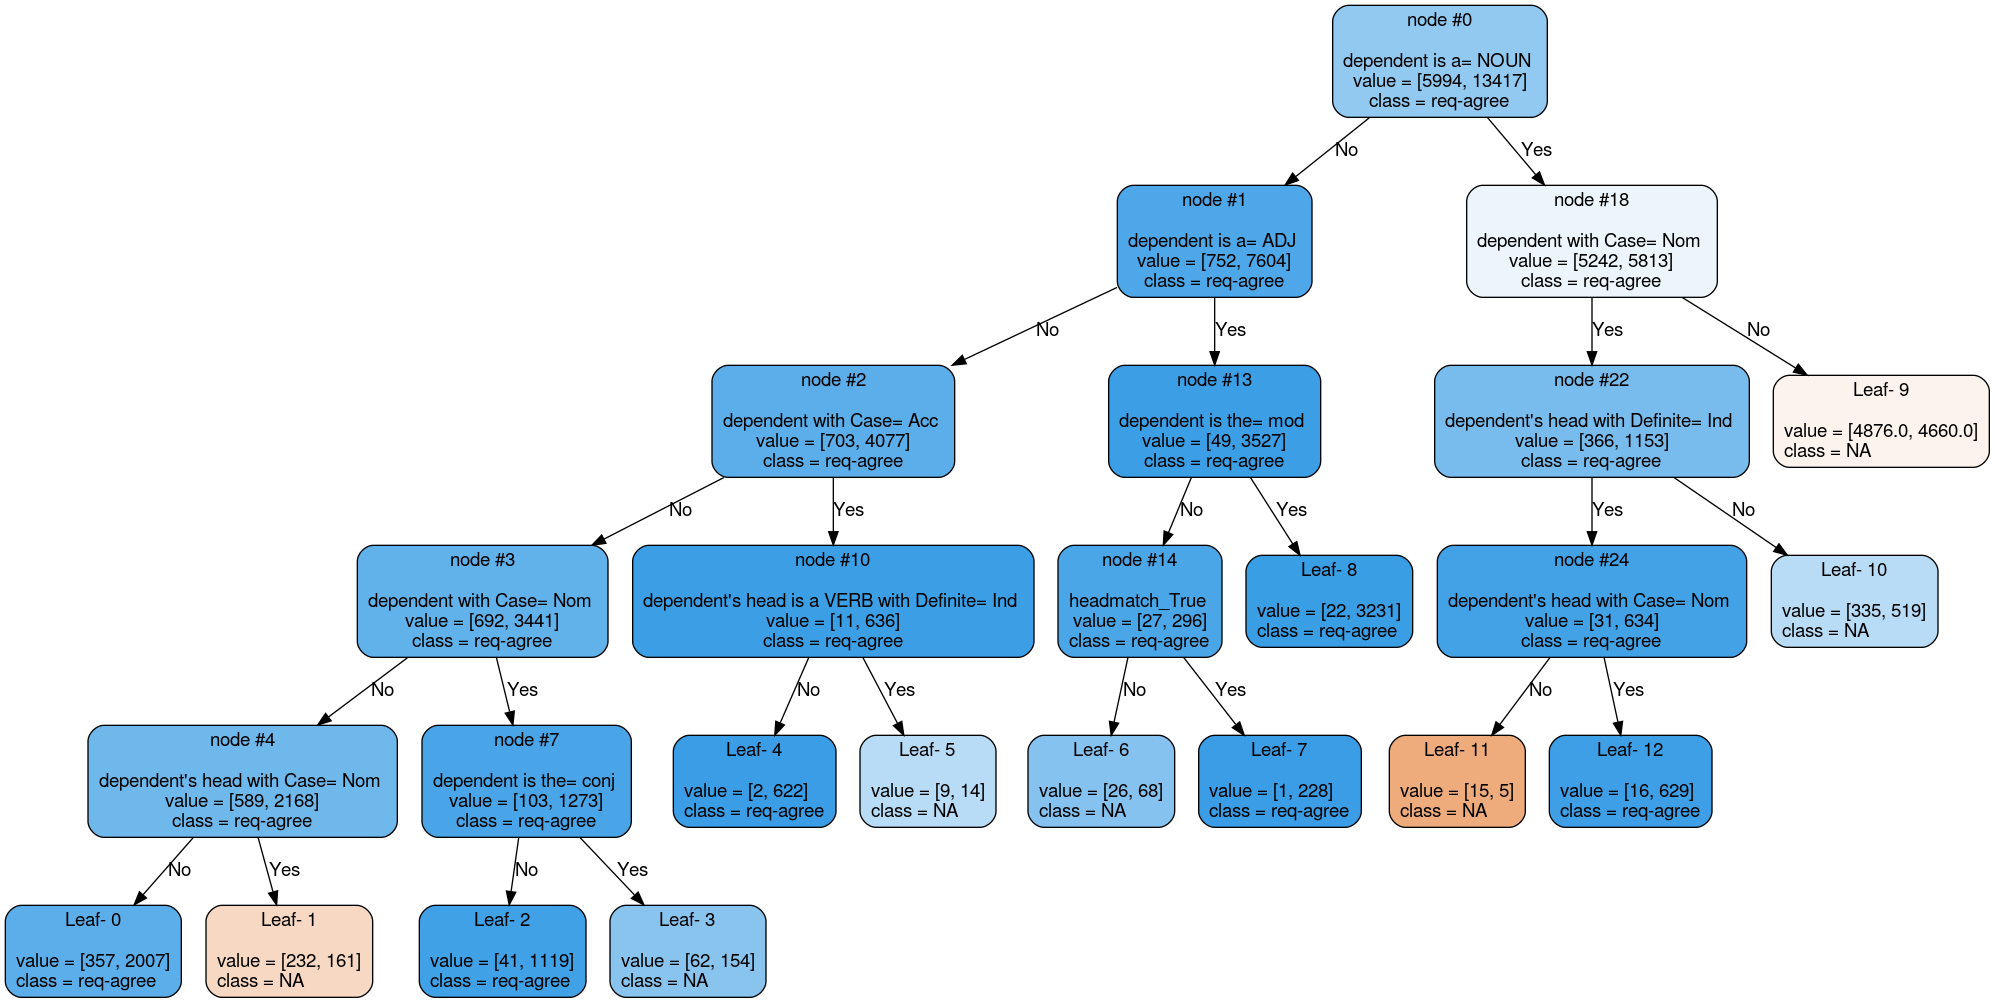 node #0
dependent is a= NOUN
value = [5994, 13417]
class = req-agree
No
Yes
node #1
dependent is a= ADJ
value = [752, 7604]
class = req-agree
node #18
dependent with Case= Nom
value = [5242, 5813]
class = req-agree
No
Yes
Yes
No
node #2
dependent with Case= Acc
value = [703, 4077]
class = req-agree
node #13
dependent is the= mod
value = [49, 3527]
class = req-agree
node #22
dependent's head with Definite= Ind
value = [366, 1153]
class = req-agree
Leaf- 9
value = [4876.0, 4660.0]
class = NA
No
Yes
No
Yes
Yes
No
node #3
dependent with Case= Nom
value = [692, 3441]
class = req-agree
node #10
dependent's head is a VERB with Definite= Ind
value = [11, 636]
class = req-agree
node #14
headmatch_True
value = [27, 296]
class = req-agree
Leaf- 8
value = [22, 3231]
class = req-agree
node #24
dependent's head with Case= Nom
value = [31, 634]
class = req-agree
Leaf- 10
value = [335, 519]
class = NA
No
Yes
No
Yes
No
Yes
No
Yes
node #4
dependent's head with Case= Nom
value = [589, 2168]
class = req-agree
node #7
dependent is the= conj
value = [103, 1273]
class = req-agree
Leaf- 4
value = [2, 622]
class = req-agree
Leaf- 5
value = [9, 14]
class = NA
Leaf- 6
value = [26, 68]
class = NA
Leaf- 7
value = [1, 228]
class = req-agree
Leaf- 11
value = [15, 5]
class = NA
Leaf- 12
value = [16, 629]
class = req-agree
No
Yes
No
Yes
Leaf- 0
value = [357, 2007]
class = req-agree
Leaf- 1
value = [232, 161]
class = NA
Leaf- 2
value = [41, 1119]
class = req-agree
Leaf- 3
value = [62, 154]
class = NA